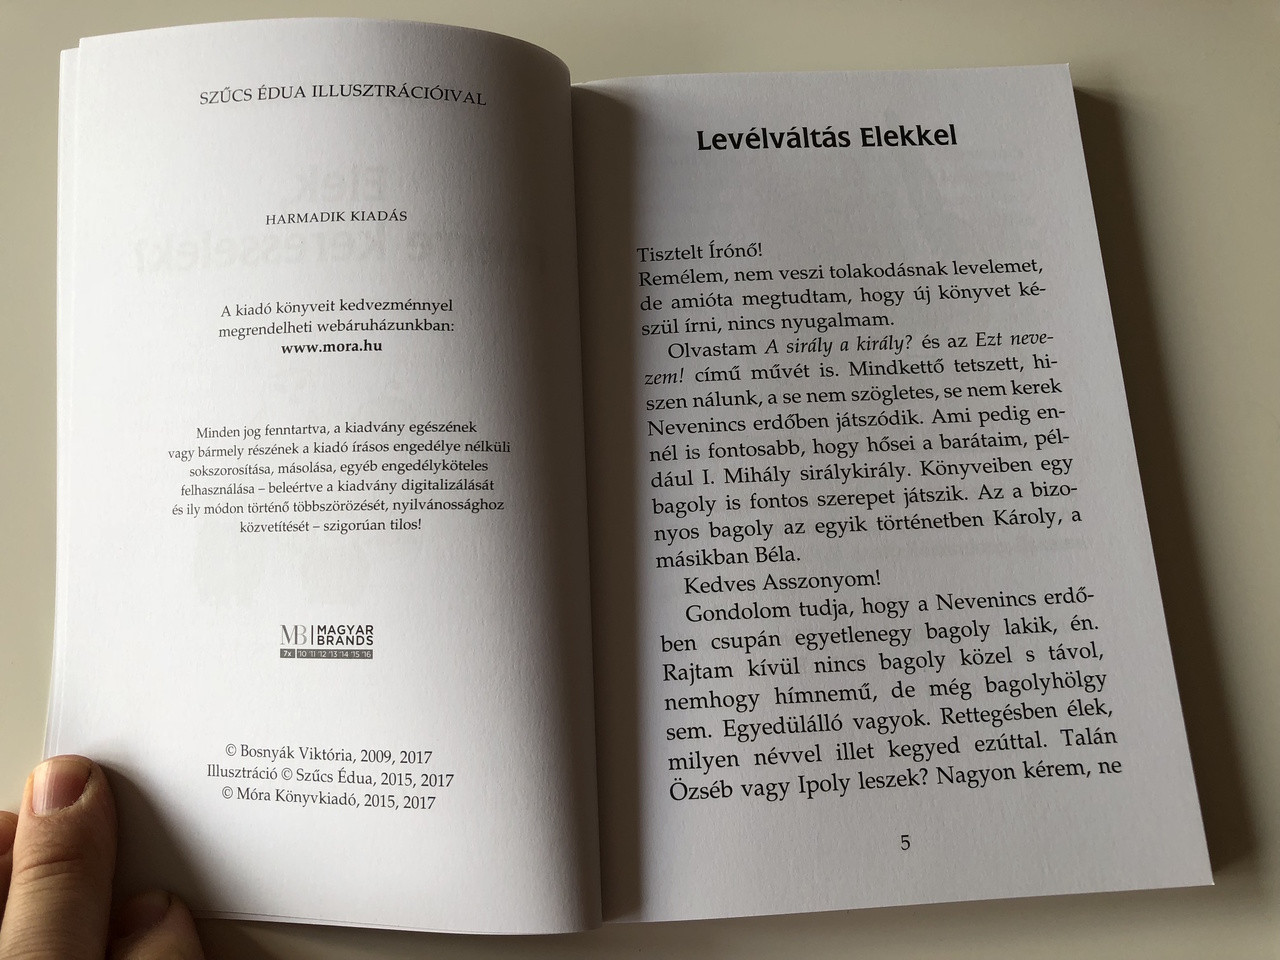 SZŰCS ÉDUA ILLUSZTRÁCIÓIVAL
HARMADIK KIADÁS
A kiadó könyveit kedvezménnyel
megrendelheti webáruházunkban:
www.mora.hu
Minden jog fenntartva, a kiadvány egészének
vagy bármely részének a kiadó írásos engedélye nélküli
sokszorosítása, másolása, egyéb engedélyköteles
felhasználása – beleértve a kiadvány digitalizálását
és ily módon történő többszörözését, nyilvánossághoz
közvetítését – szigorúan tilos!
MB MAGYAR
BRANDS
7x '10 '11 '12 '13 '14 '15 '16
© Bosnyák Viktória, 2009, 2017
Illusztráció © Szűcs Édua, 2015, 2017
© Móra Könyvkiadó, 2015, 2017
Levélváltás Elekkel
Tisztelt Írónő!
Remélem, nem veszi tolakodásnak levelemet,
de amióta megtudtam, hogy új könyvet ké-
szül írni, nincs nyugalmam.
Olvastam A sirály a király? és az Ezt neve-
zem! című művét is. Mindkettő tetszett, hi-
szen nálunk, a se nem szögletes, se nem kerek
Nevenincs erdőben játszódik. Ami pedig en-
nél is fontosabb, hogy hősei a barátaim, pél-
dául I. Mihály sirálykirály. Könyveiben egy
bagoly is fontos szerepet játszik. Az a bizo-
nyos bagoly az egyik történetben Károly, a
másikban Béla.
Kedves Asszonyom!
Gondolom tudja, hogy a Nevenincs erdő-
ben csupán egyetlenegy bagoly lakik, én.
Rajtam kívül nincs bagoly közel s távol,
nemhogy hímnemű, de még bagolyhölgy
sem. Egyedülálló vagyok. Rettegésben élek,
milyen névvel illet kegyed ezúttal. Talán
Özséb vagy Ipoly leszek? Nagyon kérem, ne
5